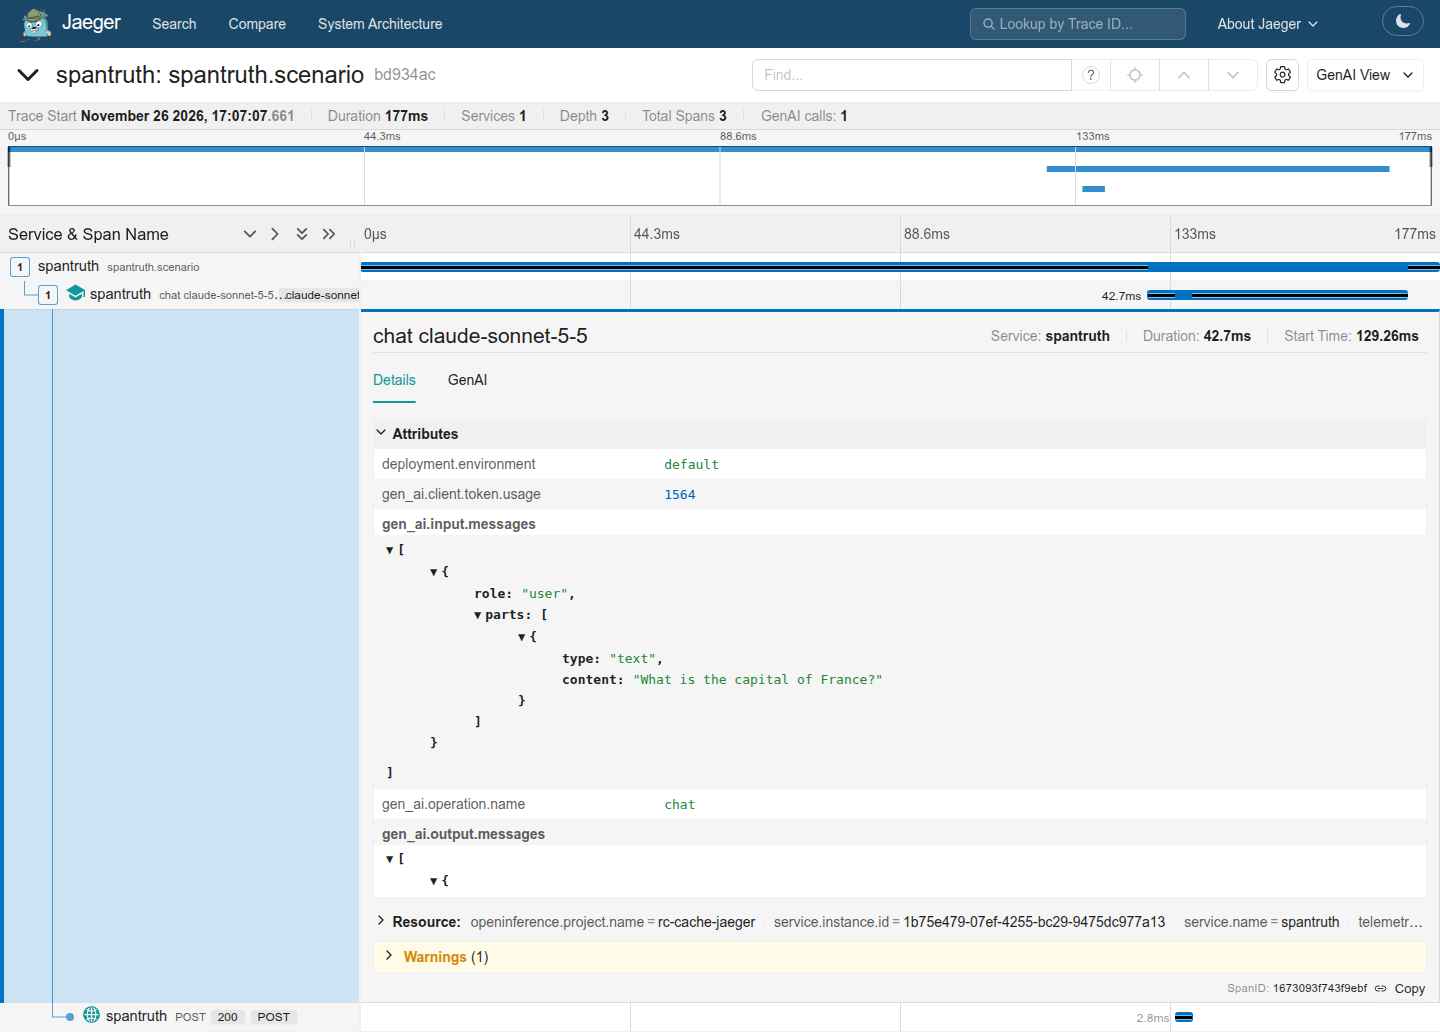 Jaeger Search Compare System Architecture Lookup by Trace ID... About Jaeger
spantruth: spantruth.scenario bd934ac Find... ? GenAI View
Trace Start November 26 2026, 17:07:07.661 Duration 177ms Services 1 Depth 3 Total Spans 3 GenAI calls: 1
0μs 44.3ms 88.6ms 133ms 177ms
Service & Span Name 0μs 44.3ms 88.6ms 133ms 177ms
1 spantruth spantruth.scenario
1 spantruth chat claude-sonnet-5-5... claude-sonnet 42.7ms
chat claude-sonnet-5-5 Service: spantruth Duration: 42.7ms Start Time: 129.26ms
Details GenAI
Attributes
deployment.environment default
gen_ai.client.token.usage 1564
gen_ai.input.messages
[
{
role: "user",
parts: [
{
type: "text",
content: "What is the capital of France?"
}
]
}
]
gen_ai.operation.name chat
gen_ai.output.messages
[
{
Resource: openinference.project.name = rc-cache-jaeger service.instance.id = 1b75e479-07ef-4255-bc29-9475dc977a13 service.name = spantruth telemetr...
Warnings (1)
SpanID: 1673093f743f9ebf Copy
spantruth POST 200 POST 2.8ms